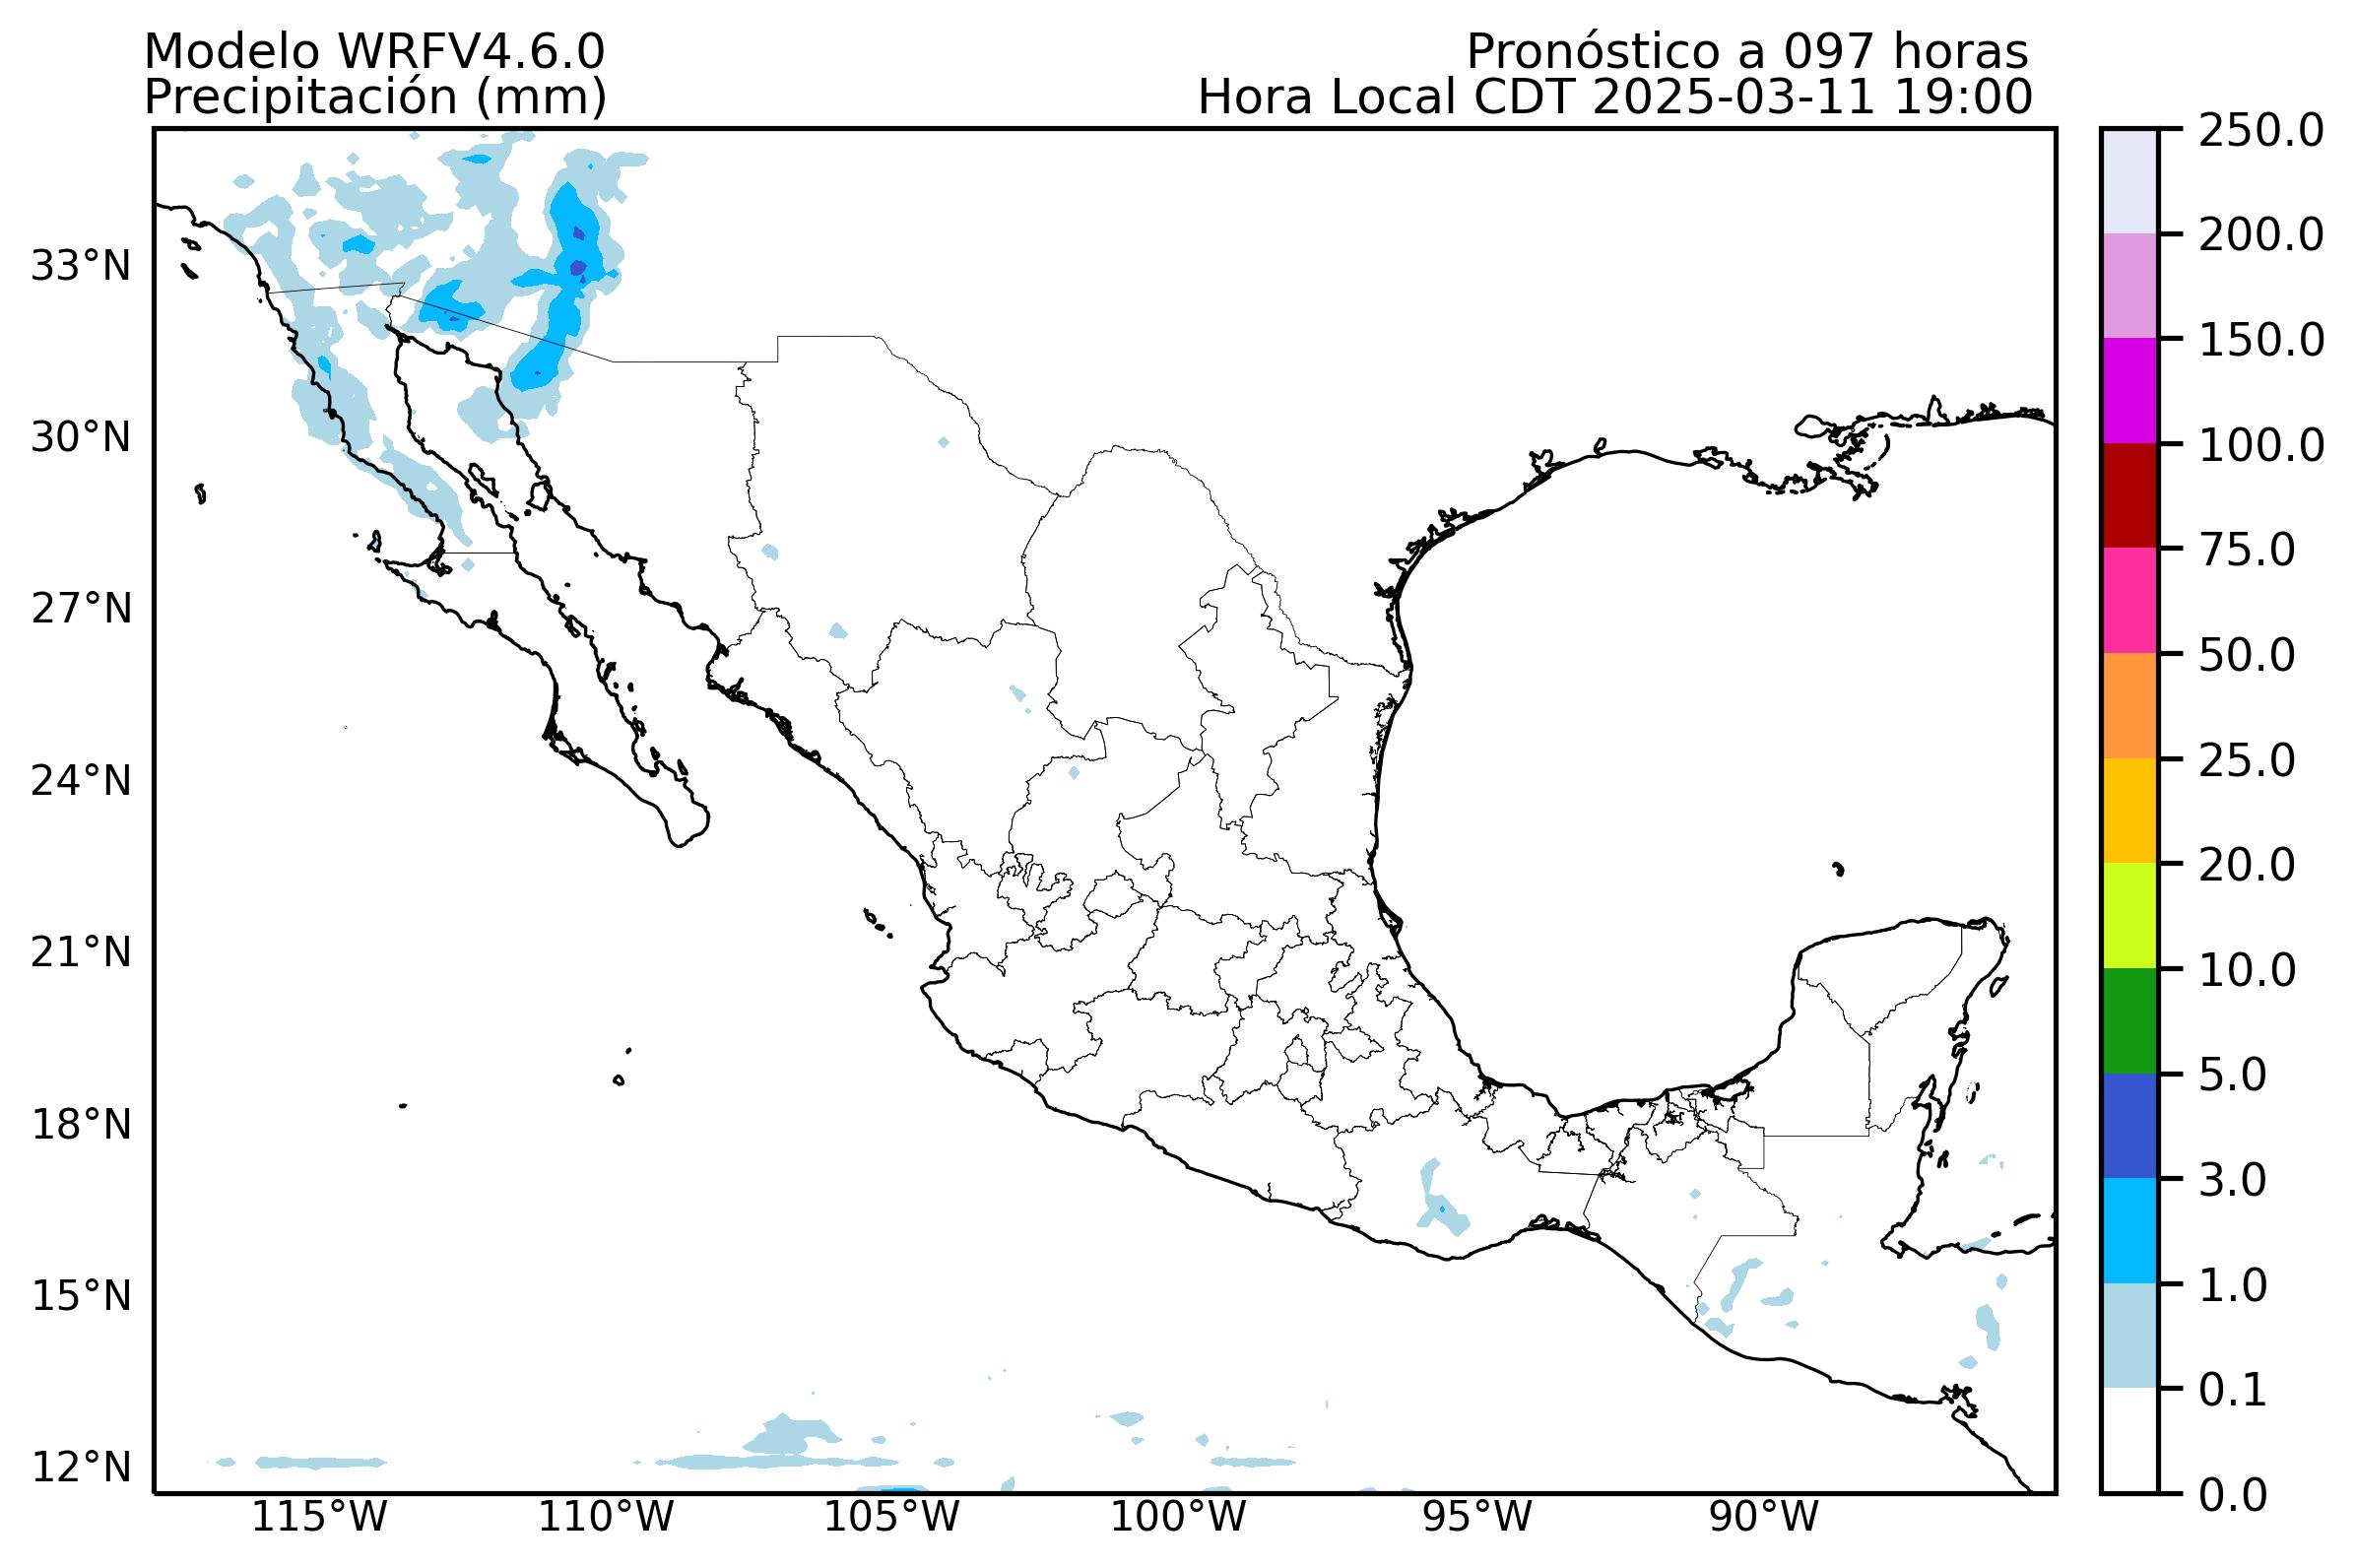 Modelo WRFV4.6.0
Pronóstico a 097 horas
Precipitación (mm)
Hora Local CDT 2025-03-11 19:00
33°N
30°N
27°N
24°N
21°N
18°N
15°N
12°N
115°W
110°W
105°W
100°W
95°W
90°W
250.0
200.0
150.0
100.0
75.0
50.0
25.0
20.0
10.0
5.0
3.0
1.0
0.1
0.0